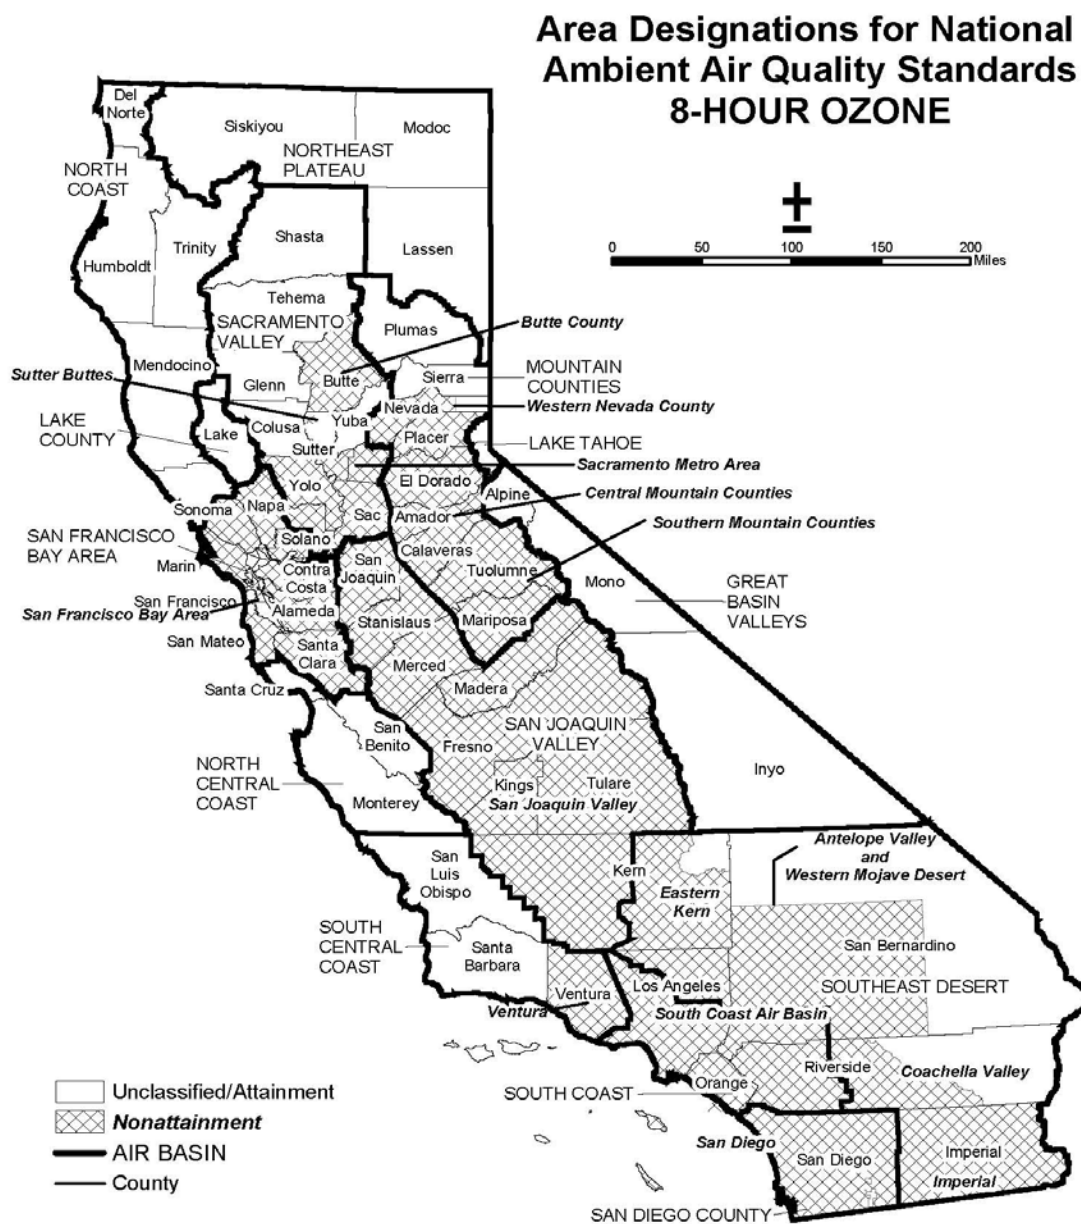 Area Designations for National
Ambient Air Quality Standards
8-HOUR OZONE
±
0 50 100 150 200
Miles
Del
Norte
Siskiyou
Modoc
NORTHEAST
PLATEAU
NORTH
COAST
Shasta
Trinity
Lassen
Humboldt
Tehema
SACRAMENTO
VALLEY
Plumas
Butte County
Mendocino
MOUNTAIN
COUNTIES
Sierra
Sutter Buttes
Glenn
Butte
Nevada
Western Nevada County
LAKE
COUNTY
Lake
Colusa
Yuba
Placer
LAKE TAHOE
Sutter
Sacramento Metro Area
Yolo
El Dorado
Alpine
Central Mountain Counties
Sonoma
Napa
Sac
Amador
Southern Mountain Counties
SAN FRANCISCO
BAY AREA
Solano
Calaveras
Marin
Contra
Costa
San
Joaquin
Tuolumne
Mono
GREAT
BASIN
VALLEYS
San Francisco
San Francisco Bay Area
Alameda
Stanislaus
Mariposa
San Mateo
Santa
Clara
Merced
Santa Cruz
Madera
San
Benito
Fresno
SAN JOAQUIN
VALLEY
NORTH
CENTRAL
COAST
Inyo
Kings
Tulare
Monterey
San Joaquin Valley
Antelope Valley
and
Western Mojave Desert
San
Luis
Obispo
Kern
Eastern
Kern
SOUTH
CENTRAL
COAST
Santa
Barbara
San Bernardino
Los Angeles
SOUTHEAST DESERT
Ventura
Ventura
South Coast Air Basin
Riverside
Coachella Valley
Orange
SOUTH COAST
Unclassified/Attainment
Nonattainment
AIR BASIN
County
San Diego
San Diego
Imperial
Imperial
SAN DIEGO COUNTY